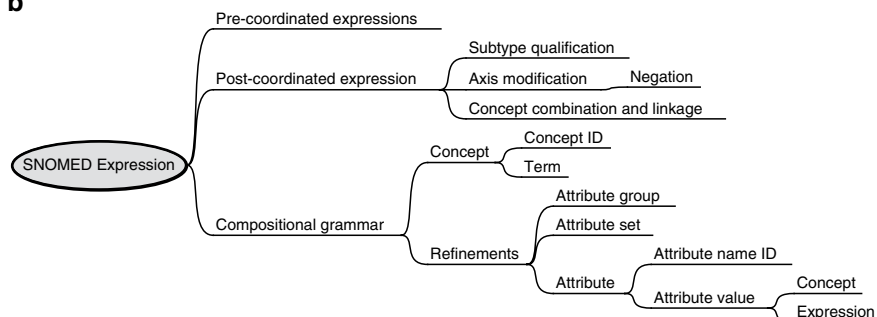 b
Pre-coordinated expressions
Subtype qualification
Post-coordinated expression
Axis modification
Negation
Concept combination and linkage
SNOMED Expression
Concept
Concept ID
Term
Compositional grammar
Attribute group
Attribute set
Refinements
Attribute name ID
Attribute
Concept
Attribute value
Expression